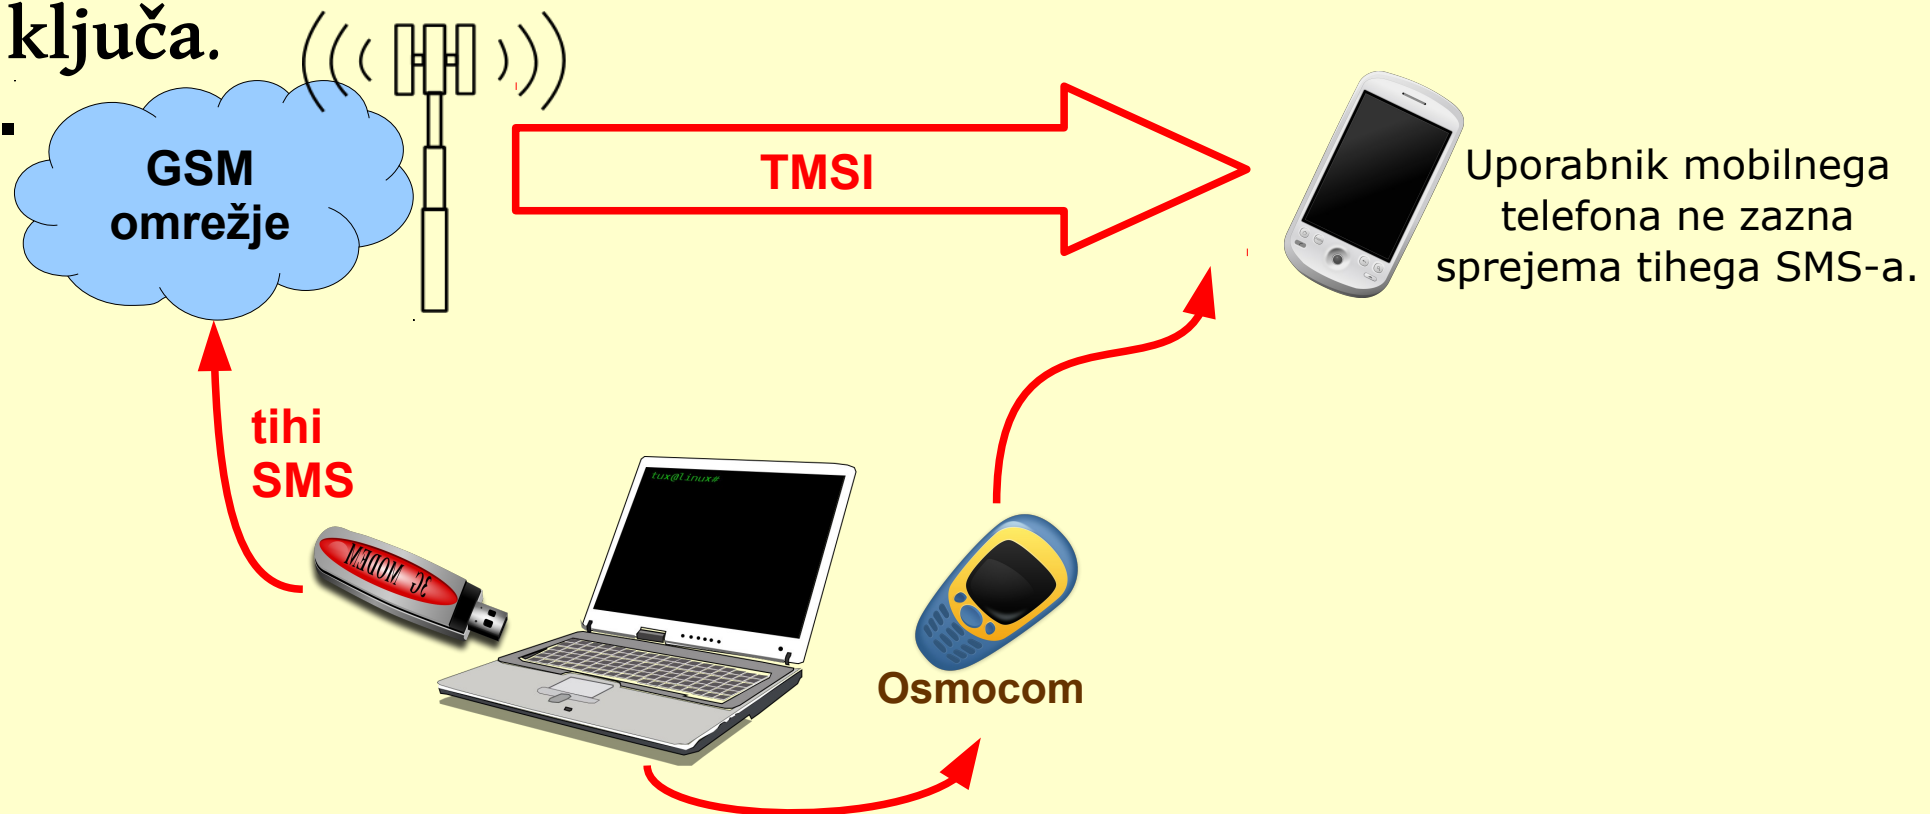 ključa.
GSM
omrežje
TMSI
Uporabnik mobilnega
telefona ne zazna
sprejema tihega SMS-a.
tihi
SMS
tux@linux#
3G MODEM
Osmocom